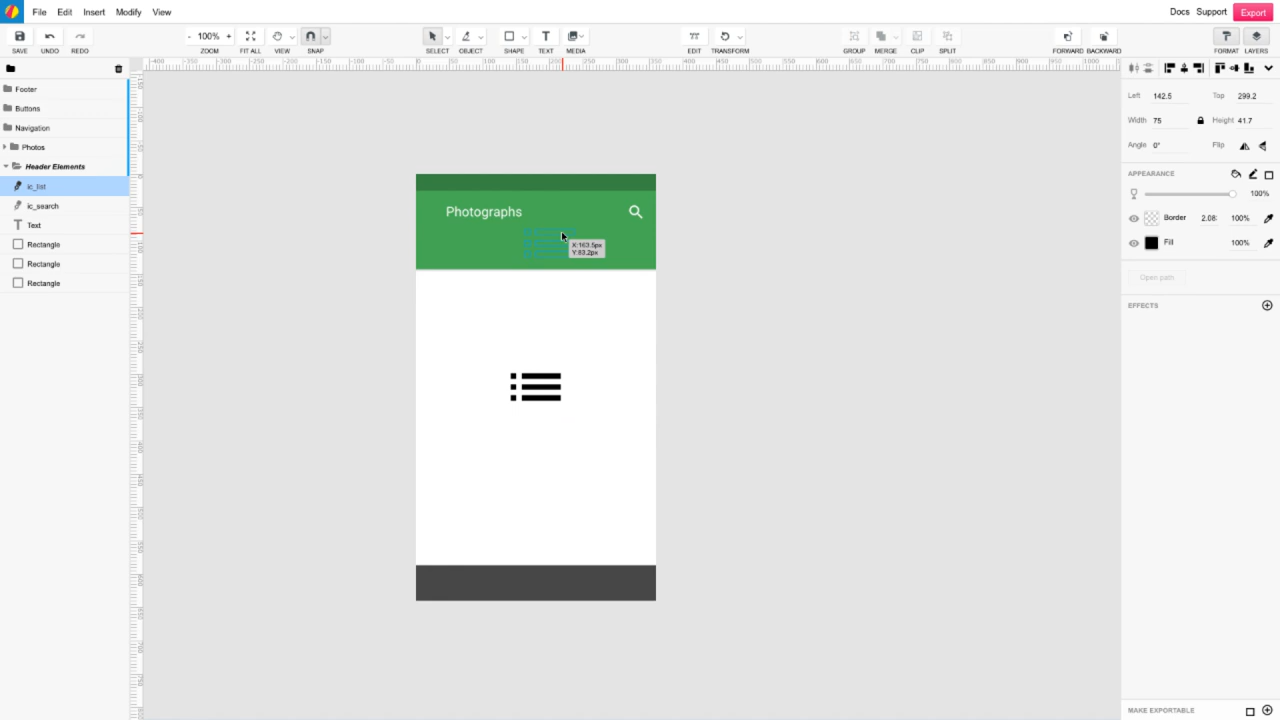 File Edit Insert Modify View Docs Support Export
- 100% +
SAVE UNDO REDO ZOOM FIT ALL VIEW SNAP SELECT OBJECT SHAPE TEXT MEDIA EDIT TRANSFORM GROUP MERGE CLIP SPLIT FORWARD BACKWARD FORMAT LAYERS
Footer
Buttons
Navigation
Photos
Header Elements
ic_list
ic_search
Text
Rectangle
Rectangle
Rectangle
Photographs
X:163.5px
Y:83.2px
Left 142.5 Top 299.2
Width 75 Height 41.7
Angle 0° Flip
APPEARANCE
100%
Border 2.08 100%
Fill 100%
Open path
EFFECTS
MAKE EXPORTABLE